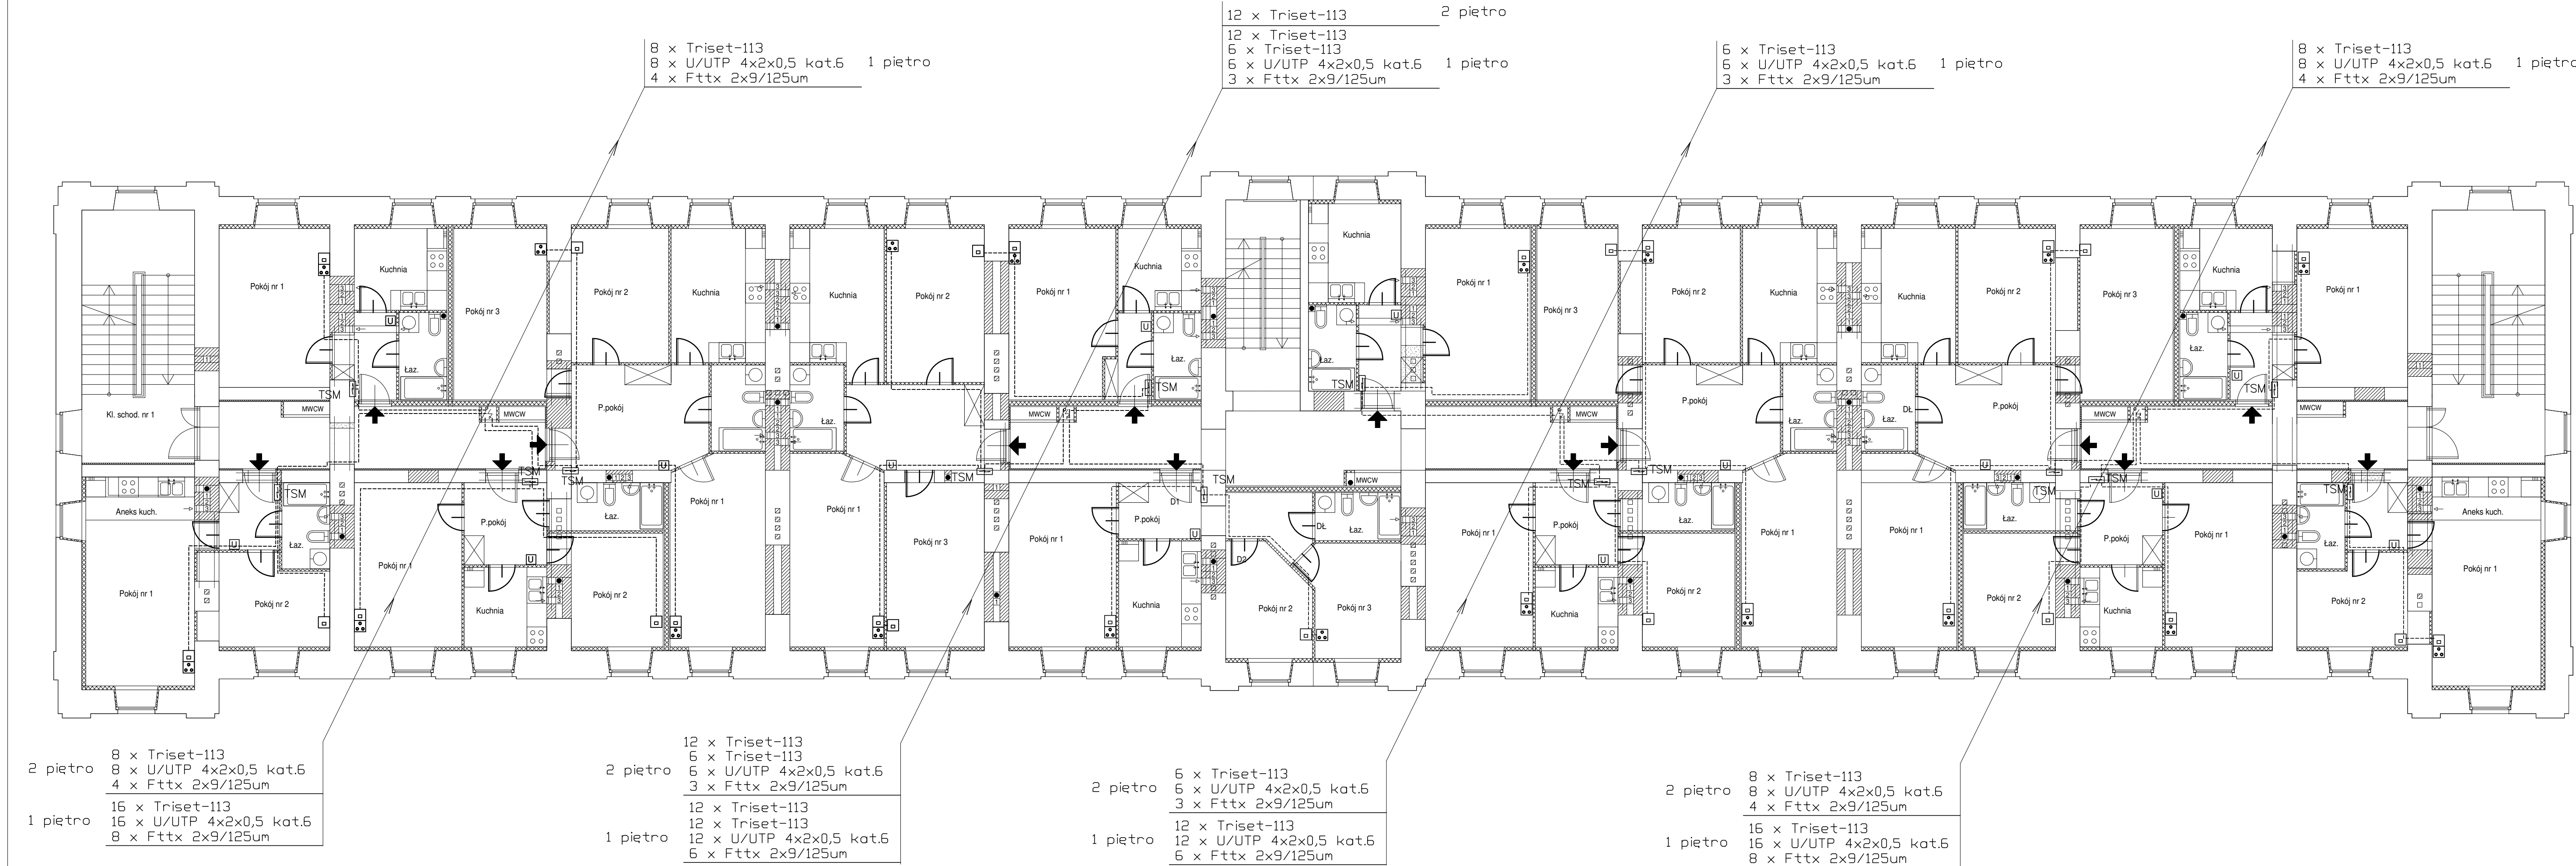 12 x Triset-113
2 piętro
12 x Triset-113
6 x Triset-113
6 x U/UTP 4x2x0,5 kat.6
1 piętro
3 x Fttx 2x9/125um
8 x Triset-113
8 x U/UTP 4x2x0,5 kat.6
1 piętro
4 x Fttx 2x9/125um
6 x Triset-113
6 x U/UTP 4x2x0,5 kat.6
1 piętro
3 x Fttx 2x9/125um
8 x Triset-113
8 x U/UTP 4x2x0,5 kat.6
4 x Fttx 2x9/125um
Pokój nr 1
Kuchnia
Pokój nr 3
Pokój nr 2
Kuchnia
Kuchnia
Pokój nr 2
Pokój nr 1
Kuchnia
Kuchnia
Pokój nr 1
Pokój nr 3
Pokój nr 2
Kuchnia
Kuchnia
Pokój nr 2
Pokój nr 3
Kuchnia
Pokój nr 1
U
U
U
U
Łaz.
Łaz.
Łaz.
Łaz.
TSM
TSM
TSM
TSM
Kl. schod. nr 1
MWCW
MWCW
P.pokój
Łaz.
MWCW
MWCW
P.pokój
Łaz.
Łaz.
DŁ
P.pokój
MWCW
MWCW
U
U
U
U
TSM
TSM
TSM
TSM
TSM
TSM
TSM
TSM
TSM
MWCW
Aneks kuch.
Łaz.
P.pokój
Łaz.
Pokój nr 1
Pokój nr 1
D1
P.pokój
DŁ
Łaz.
P.pokój
Łaz.
Łaz.
P.pokój
U
Łaz.
Aneks kuch.
U
U
U
D2
U
U
Pokój nr 1
Pokój nr 2
Pokój nr 1
Kuchnia
Pokój nr 2
Pokój nr 3
Pokój nr 1
Kuchnia
Pokój nr 2
Pokój nr 3
Pokój nr 1
Kuchnia
Pokój nr 2
Pokój nr 1
Pokój nr 1
Pokój nr 2
Kuchnia
Pokój nr 1
Pokój nr 2
Pokój nr 1
8 x Triset-113
2 piętro
8 x U/UTP 4x2x0,5 kat.6
4 x Fttx 2x9/125um
16 x Triset-113
1 piętro
16 x U/UTP 4x2x0,5 kat.6
8 x Fttx 2x9/125um
12 x Triset-113
6 x Triset-113
2 piętro
6 x U/UTP 4x2x0,5 kat.6
3 x Fttx 2x9/125um
12 x Triset-113
12 x Triset-113
1 piętro
12 x U/UTP 4x2x0,5 kat.6
6 x Fttx 2x9/125um
6 x Triset-113
2 piętro
6 x U/UTP 4x2x0,5 kat.6
3 x Fttx 2x9/125um
12 x Triset-113
1 piętro
12 x U/UTP 4x2x0,5 kat.6
6 x Fttx 2x9/125um
8 x Triset-113
2 piętro
8 x U/UTP 4x2x0,5 kat.6
4 x Fttx 2x9/125um
16 x Triset-113
1 piętro
16 x U/UTP 4x2x0,5 kat.6
8 x Fttx 2x9/125um